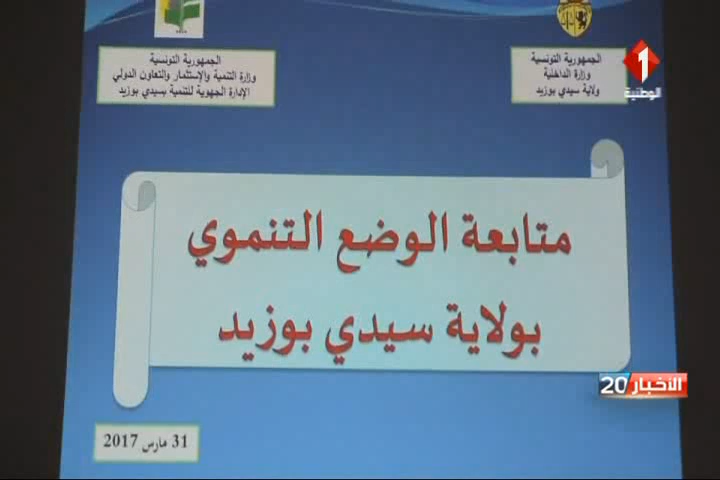 الجمهورية التونسية
وزارة الداخلية
ولاية سيدي بوزيد
الجمهورية التونسية
وزارة التنمية والإستثمار والتعاون الدولي
الإدارة الجهوية للتنمية بسيدي بوزيد
1
الوطنية
متابعة الوضع التنموي
بولاية سيدي بوزيد
الأخبار 20
31 مارس 2017